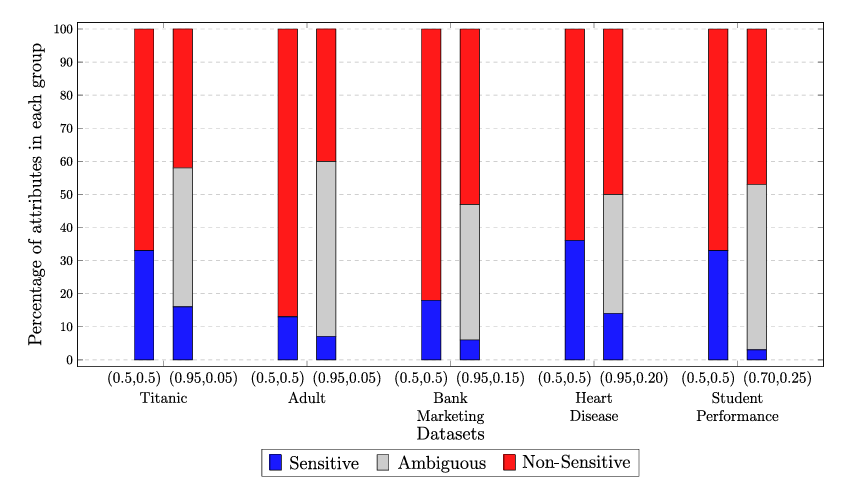 Percentage of attributes in each group
100
90
80
70
60
50
40
30
20
10
0
(0.5,0.5) (0.95,0.05) (0.5,0.5) (0.95,0.05) (0.5,0.5) (0.95,0.15) (0.5,0.5) (0.95,0.20) (0.5,0.5) (0.70,0.25)
Titanic Adult Bank Heart Student
Marketing Disease Performance
Datasets
Sensitive Ambiguous Non-Sensitive